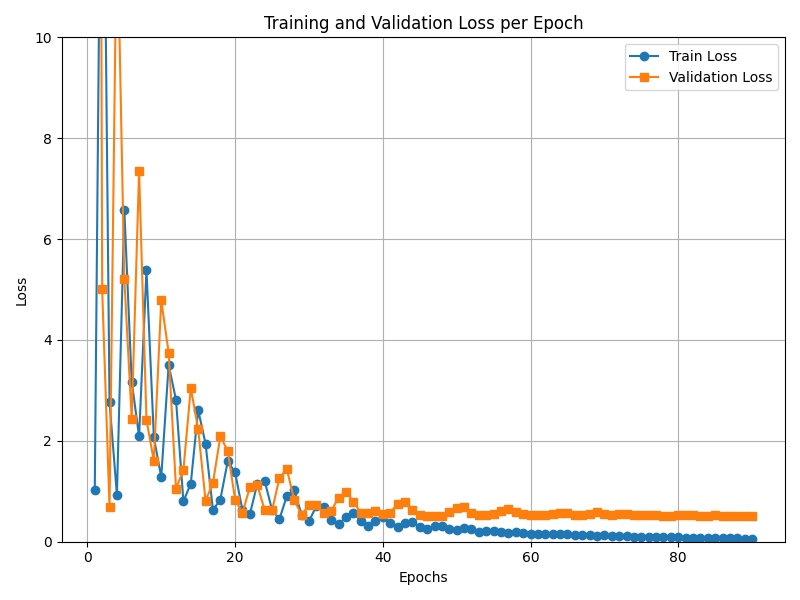 Training and Validation Loss per Epoch
Train Loss
Validation Loss
10
8
6
4
2
0
Loss
0 20 40 60 80
Epochs